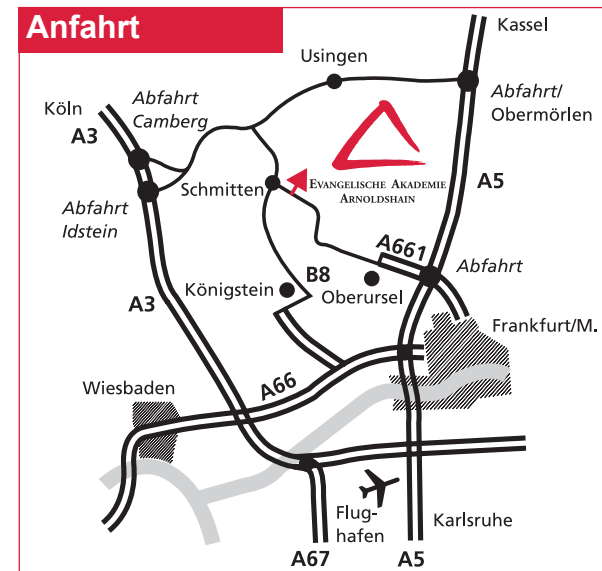 Anfahrt
Kassel
Usingen
Abfahrt
Camberg
Köln
A3
Abfahrt/
Obermörlen
EVANGELISCHE AKADEMIE
ARNOLDSHAIN
Schmitten
A5
Abfahrt
Idstein
A661
Abfahrt
B8
A3
Königstein
Oberursel
Frankfurt/M.
Wiesbaden
A66
Flug-
hafen
Karlsruhe
A67
A5